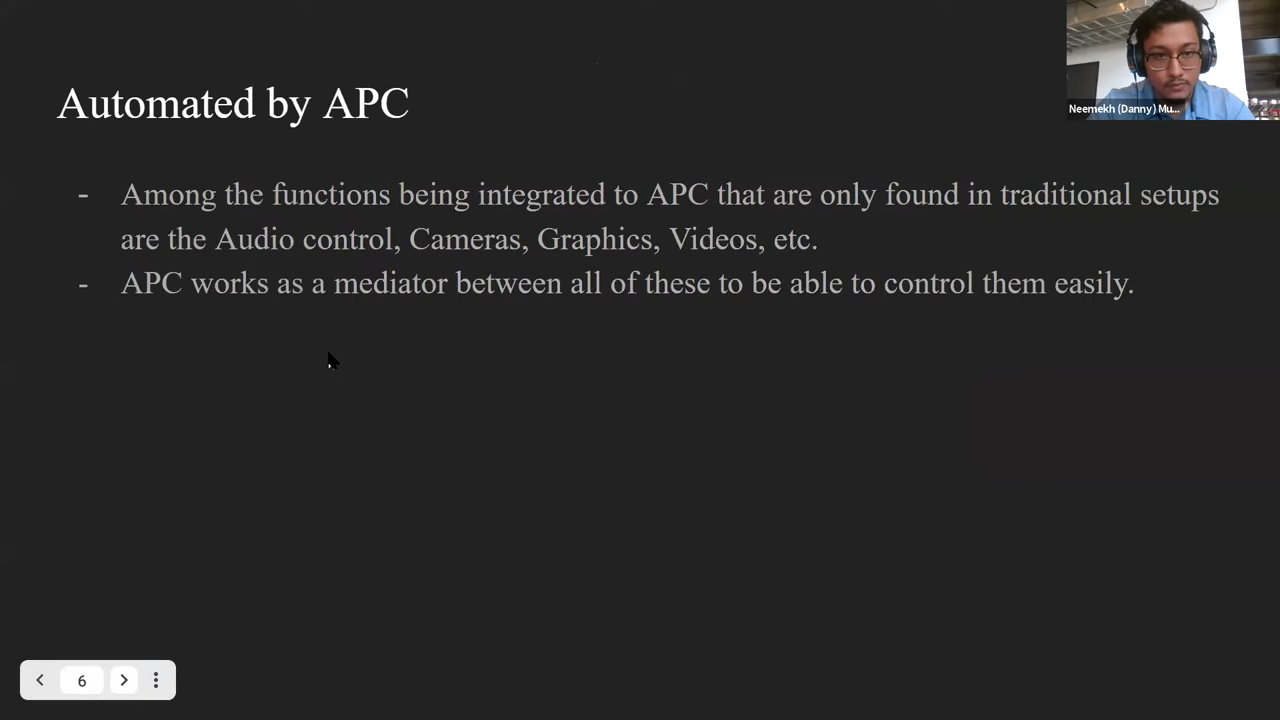 Automated by APC
Neemekh (Danny) Mu...
- Among the functions being integrated to APC that are only found in traditional setups
are the Audio control, Cameras, Graphics, Videos, etc.
- APC works as a mediator between all of these to be able to control them easily.
6